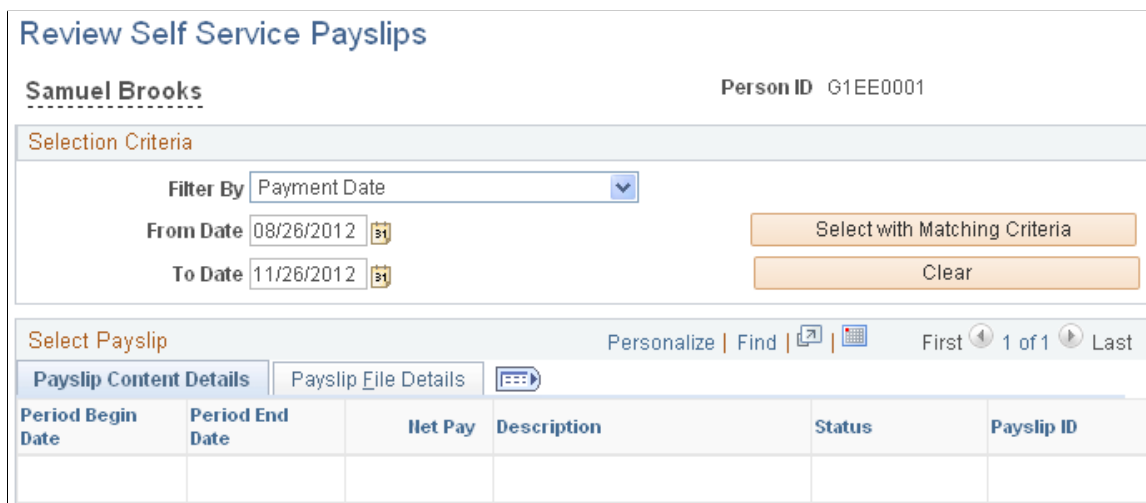 Review Self Service Payslips
Samuel Brooks Person ID G1EE0001
Selection Criteria
Filter By Payment Date
From Date 08/26/2012 31 Select with Matching Criteria
To Date 11/26/2012 31 Clear
Select Payslip Personalize | Find | | First 1 of 1 Last
Payslip Content Details Payslip File Details
Period Begin Date Period End Date Net Pay Description Status Payslip ID